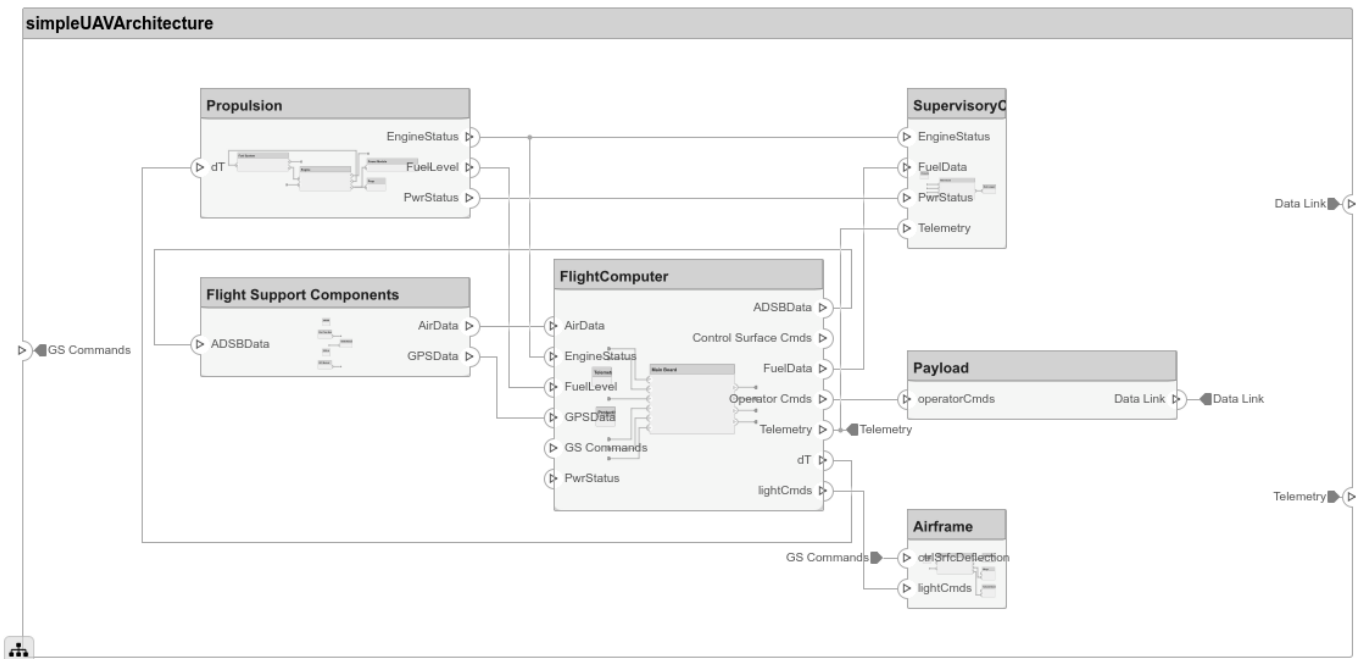 simpleUAVArchitecture
Propulsion
EngineStatus
dT
FuelLevel
PwrStatus
SupervisoryC
EngineStatus
FuelData
PwrStatus
Telemetry
Data Link
Flight Support Components
ADSBData
AirData
GPSData
GS Commands
FlightComputer
ADSBData
AirData
Control Surface Cmds
EngineStatus
FuelData
FuelLevel
Main Board
Operator Cmds
GPSData
Telemetry
Telemetry
GS Commands
dT
PwrStatus
lightCmds
Payload
operatorCmds
Data Link
Data Link
Telemetry
Airframe
GS Commands
lightCmds